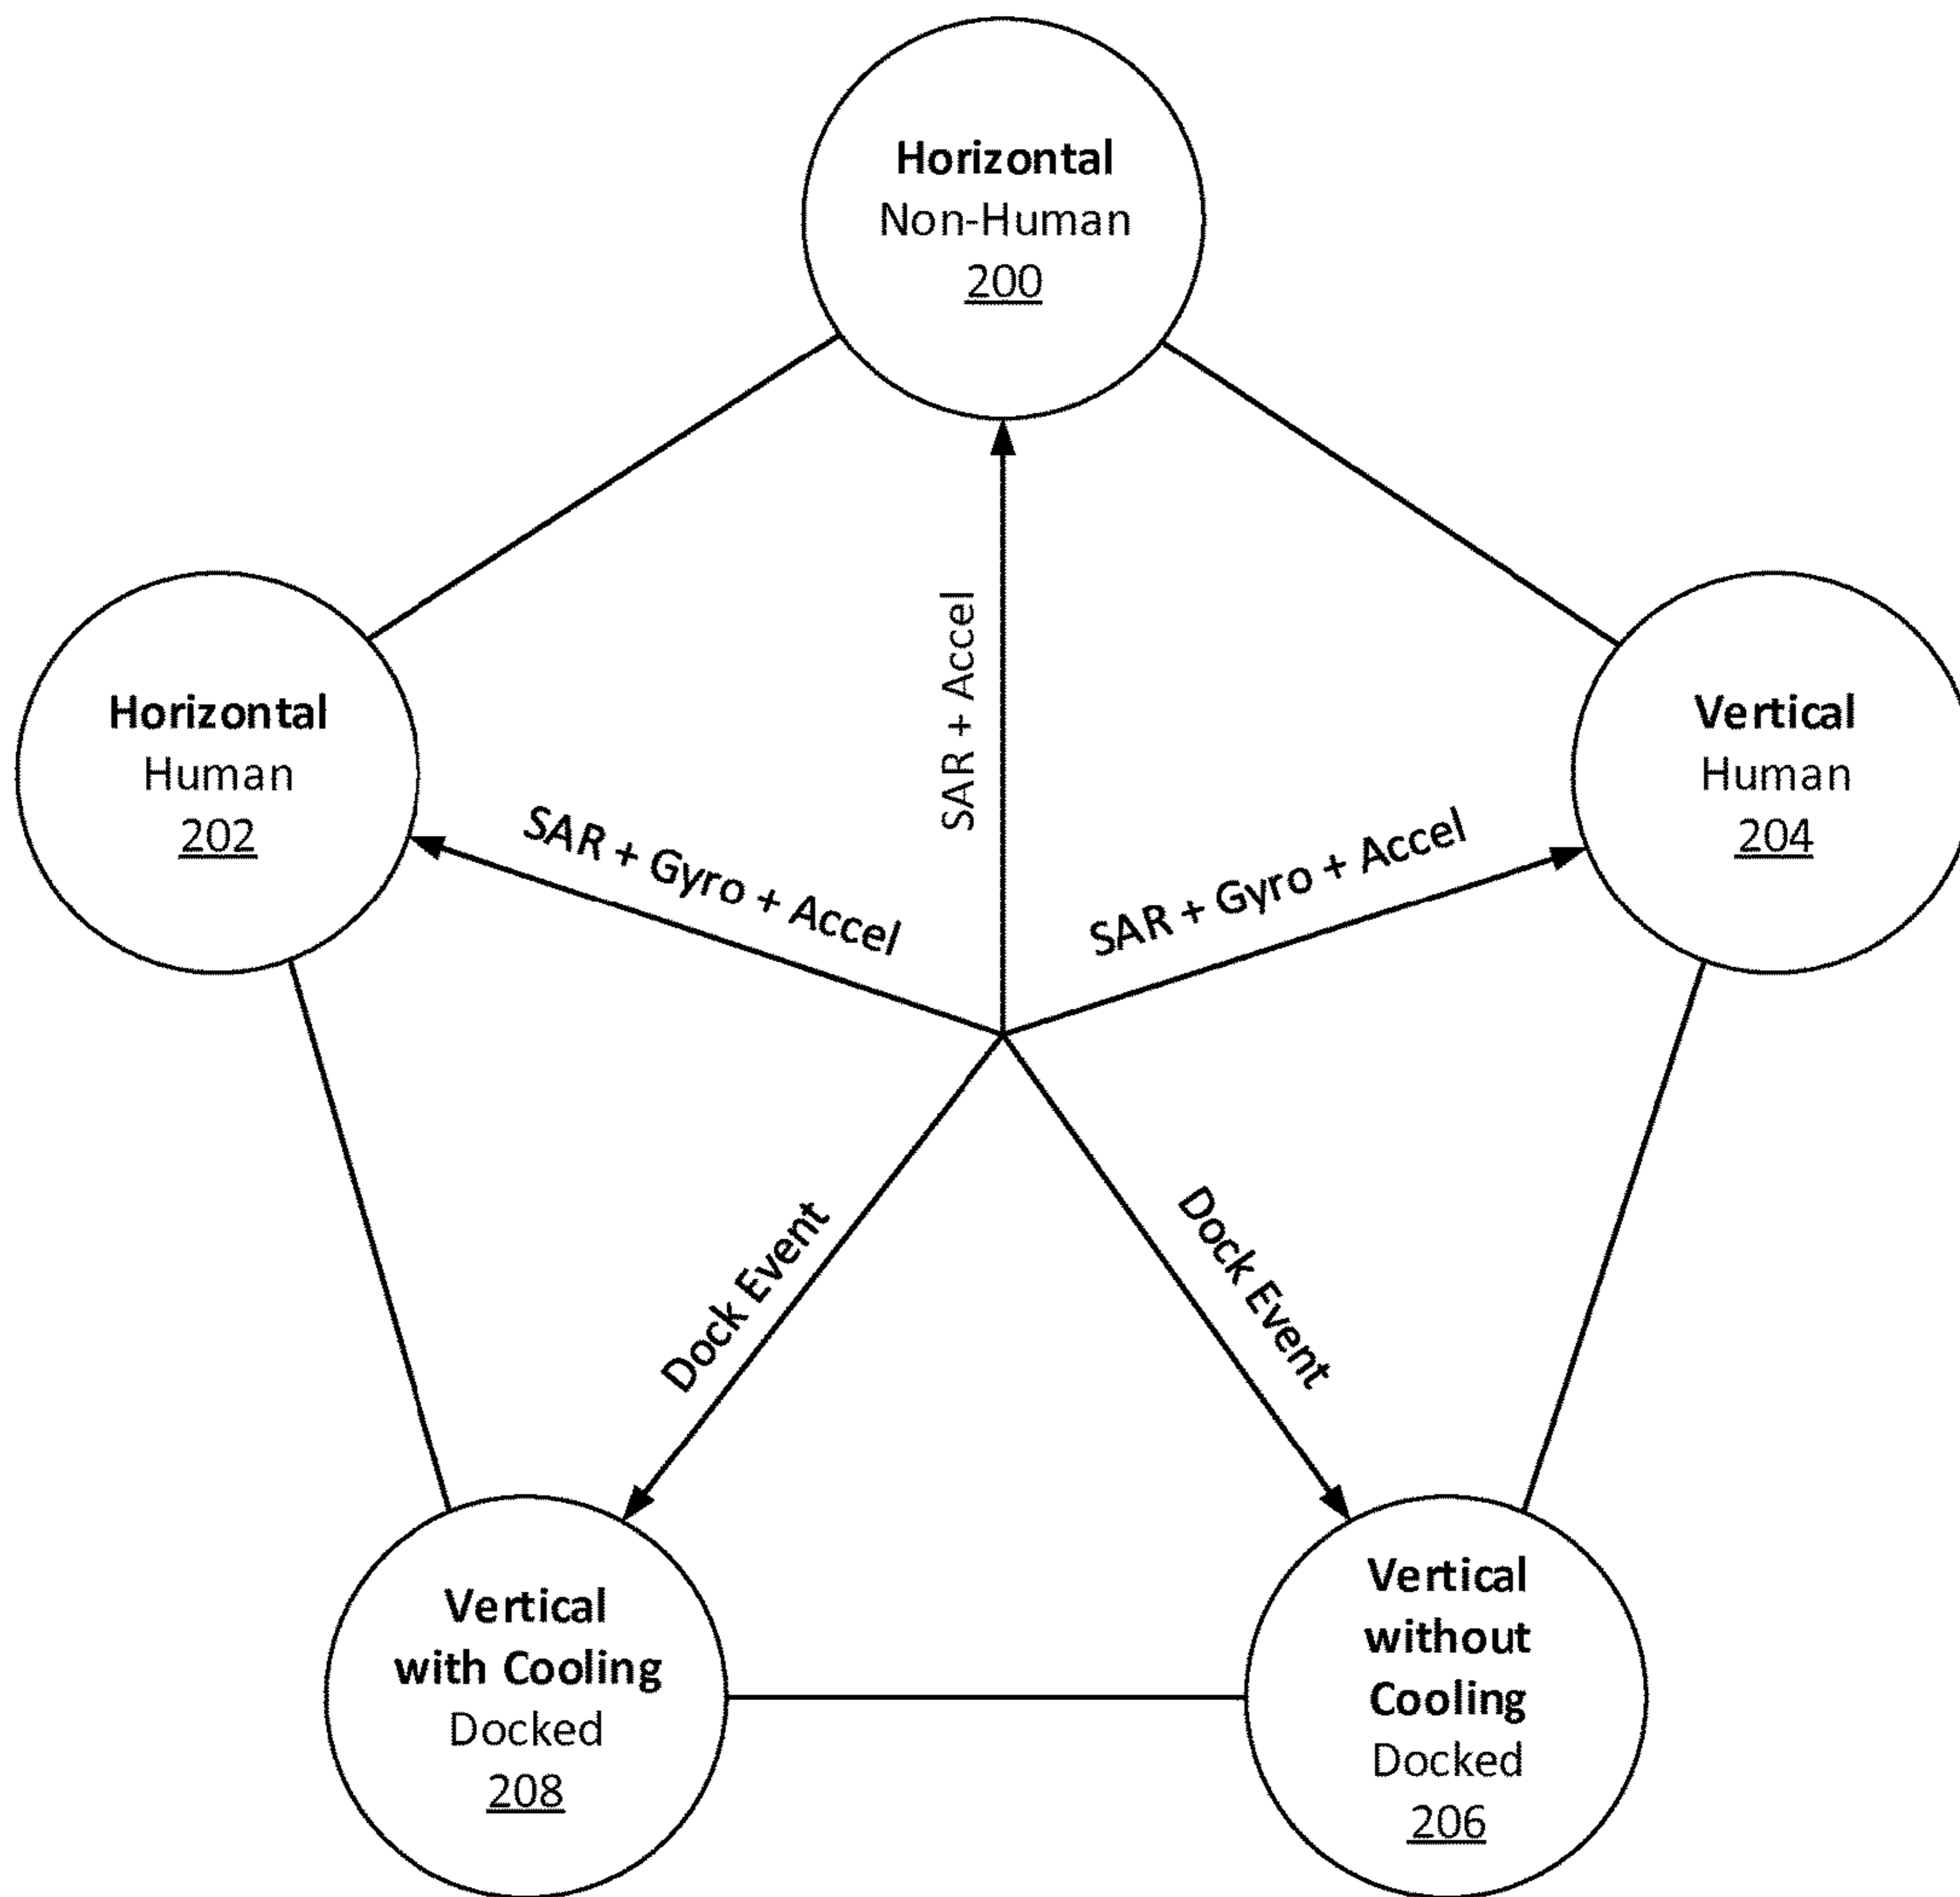 Horizontal
Non-Human
200
SAR + Accel
Horizontal
Human
202
Vertical
Human
204
SAR + Gyro + Accel
SAR + Gyro + Accel
Dock Event
Dock Event
Vertical
with Cooling
Docked
208
Vertical
without
Cooling
Docked
206